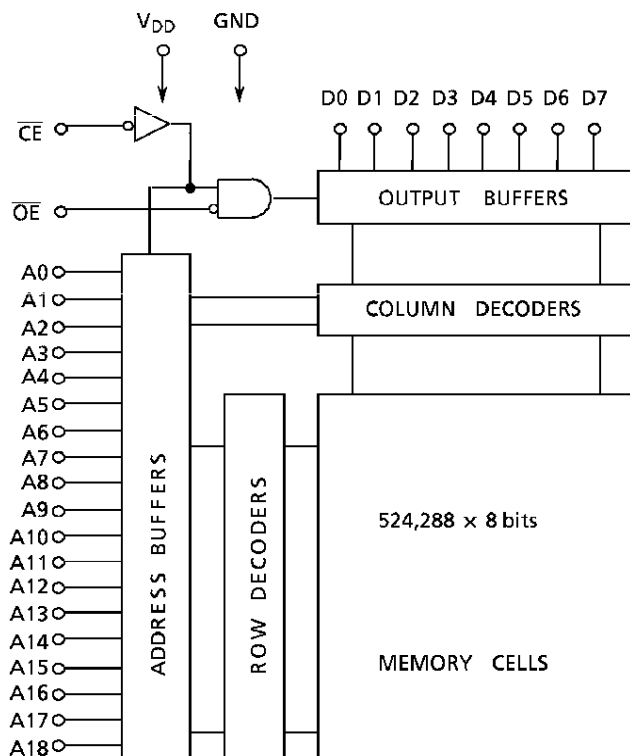 VDD GND
D0 D1 D2 D3 D4 D5 D6 D7
CE
OE
OUTPUT BUFFERS
A0
A1
A2
COLUMN DECODERS
A3
A4
A5
A6
A7
A8
A9
A10
A11
A12
A13
A14
A15
A16
A17
A18
ADDRESS BUFFERS
ROW DECODERS
524,288 × 8 bits
MEMORY CELLS